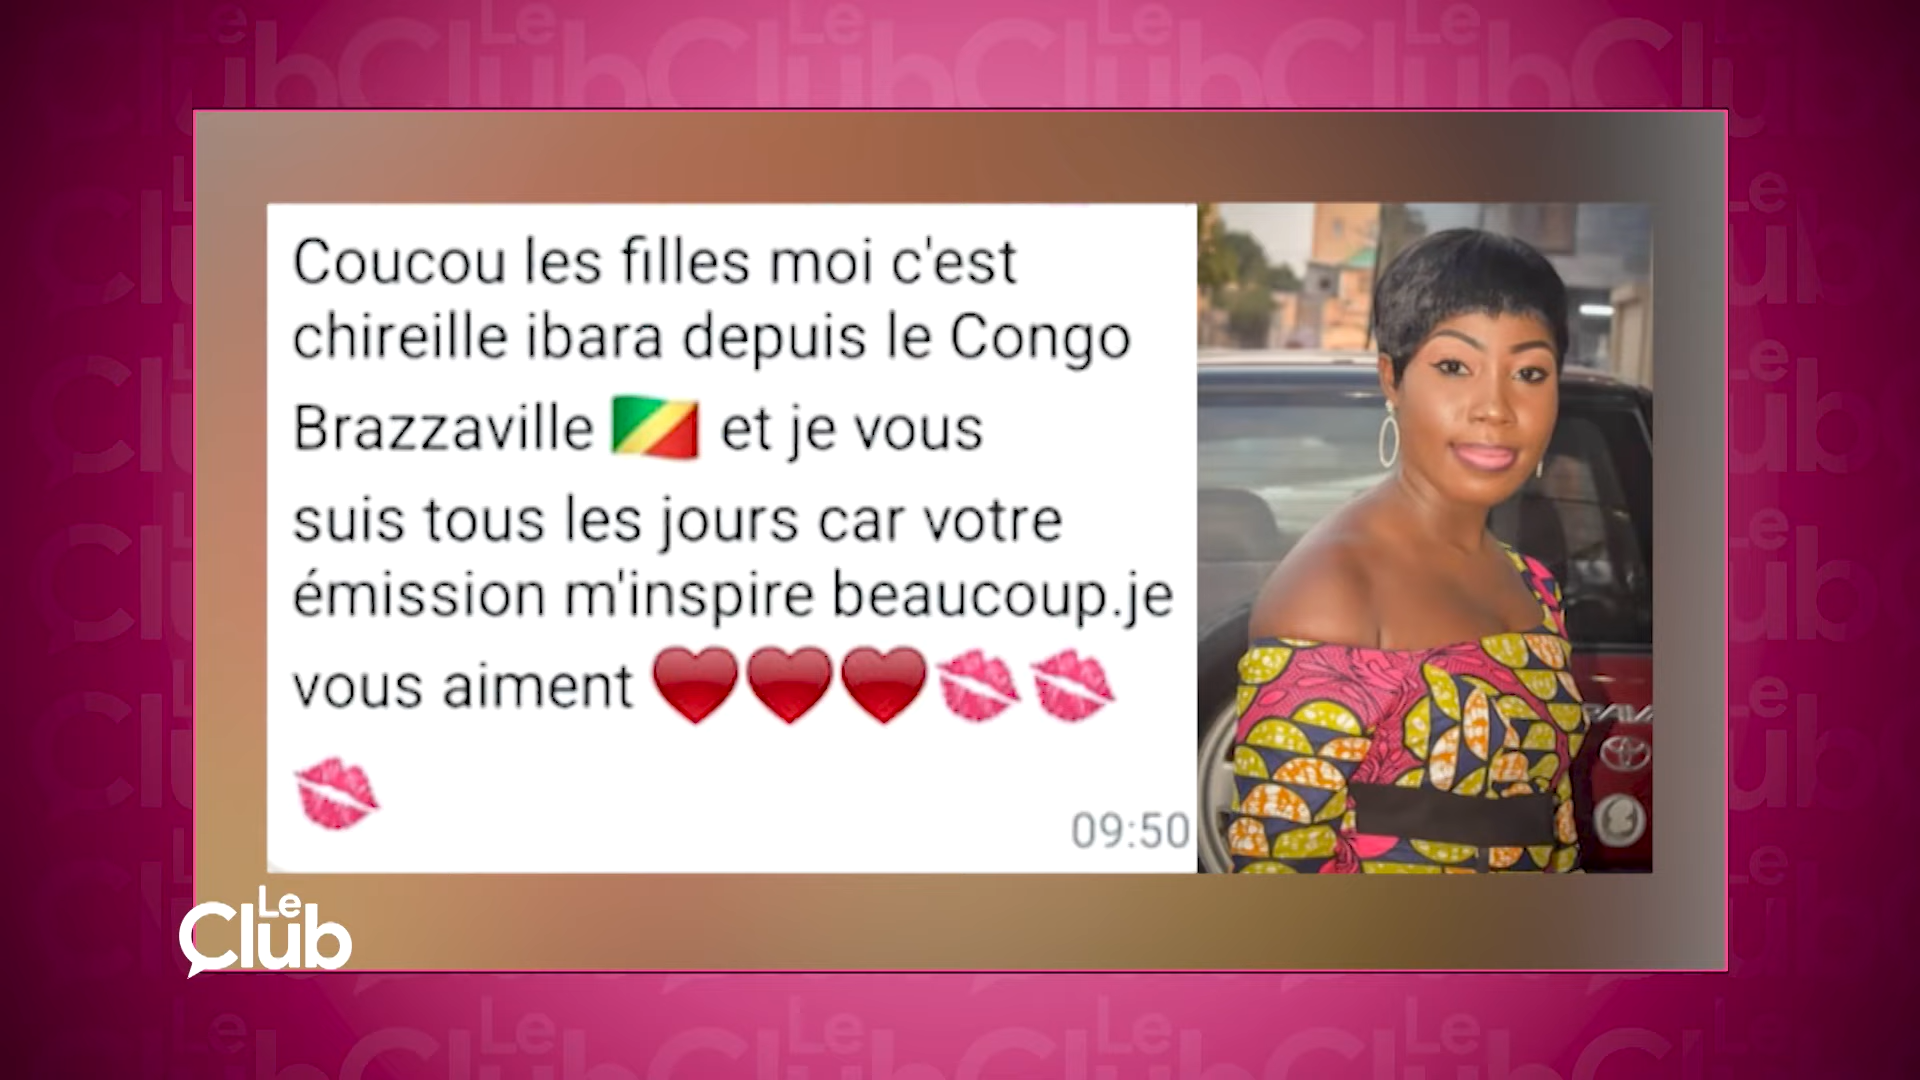 Coucou les filles moi c'est
chireille ibara depuis le Congo
Brazzaville 🇨🇬 et je vous
suis tous les jours car votre
émission m'inspire beaucoup.je
vous aiment ❤️❤️❤️💋💋
💋
09:50
Le
Club